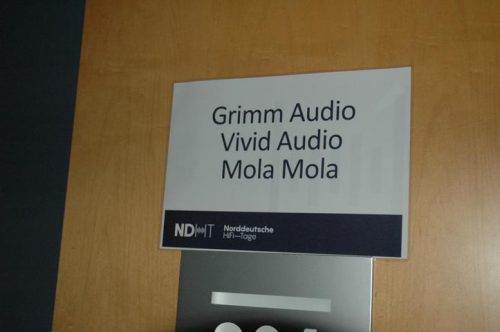 Grimm Audio
Vivid Audio
Mola Mola
NDHT Norddeutsche
HiFi—Tage